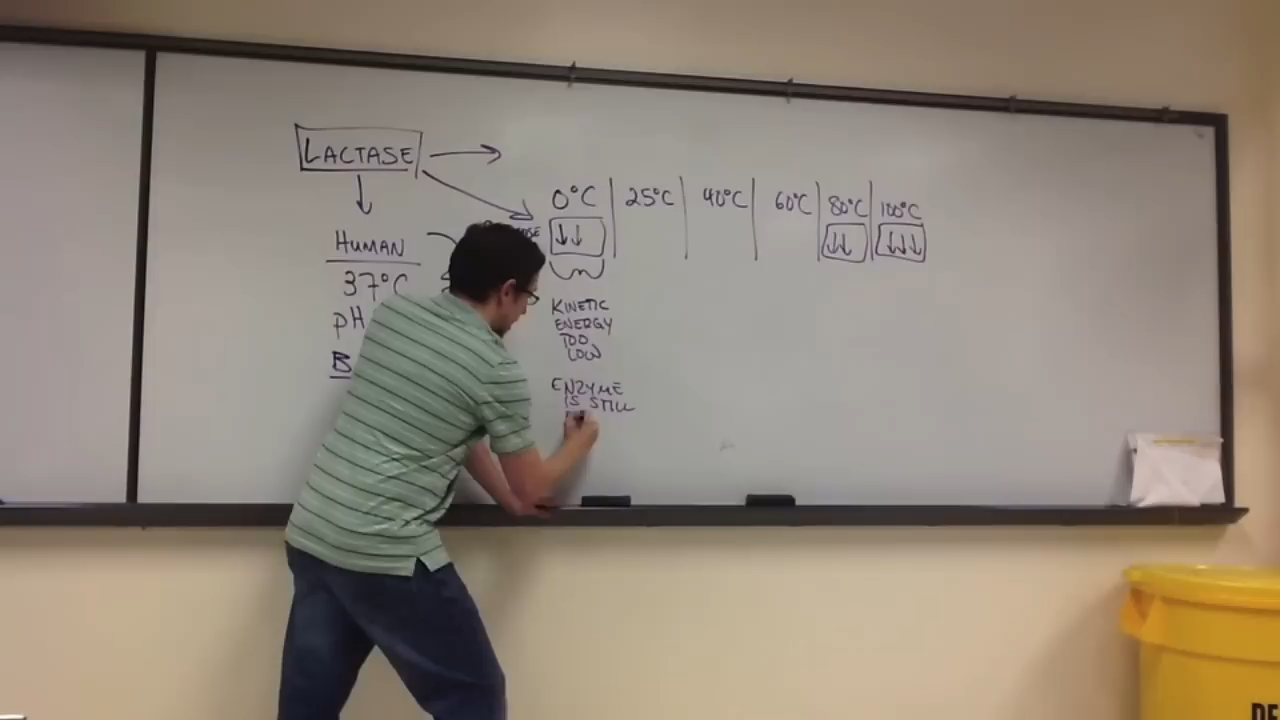 LACTASE
0°C 25°C 40°C 60°C 80°C 100°C
HUMAN
37°C
pH
KINETIC
ENERGY
TOO
LOW
ENZYME
IS STILL